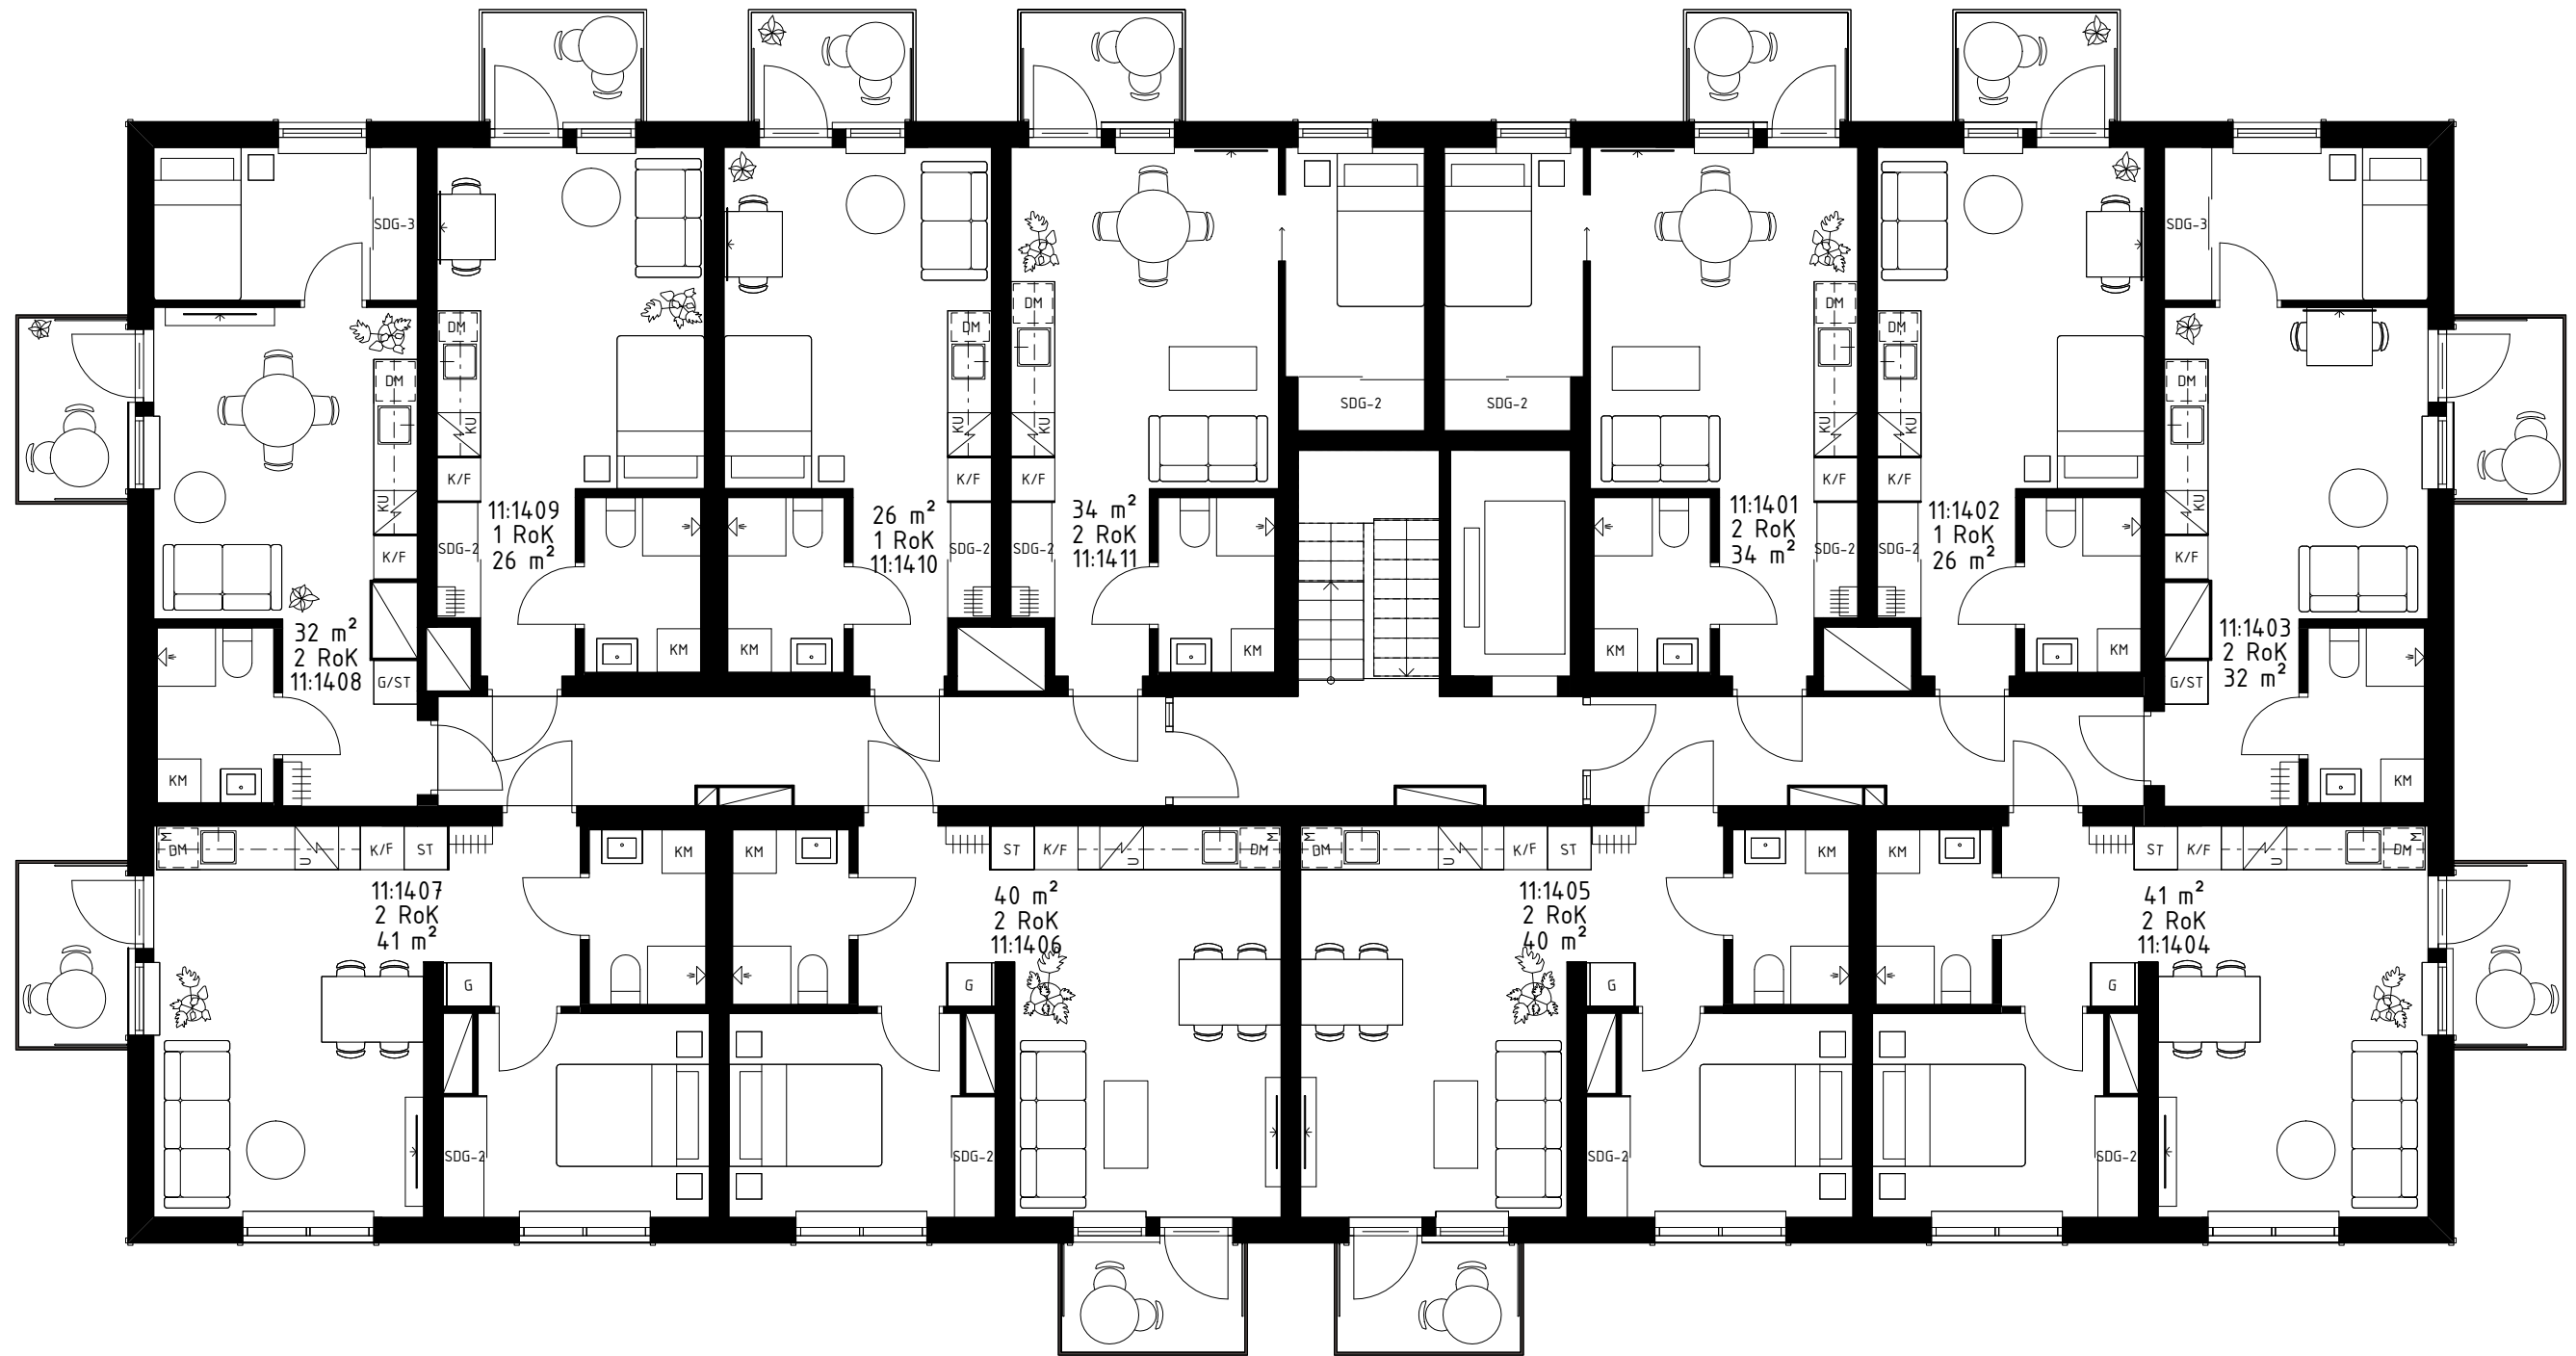 SDG-3
SDG-3
DM
DM
DM
DM
DM
DM
DM
DM
SDG-2
SDG-2
KU
KU
KU
KU
KU
KU
KU
KU
K/F
K/F
K/F
K/F
K/F
K/F
K/F
K/F
11:1409
1 RoK
26 m²
26 m²
1 RoK
11:1410
34 m²
2 RoK
11:1411
11:1401
2 RoK
34 m²
11:1402
1 RoK
26 m²
SDG-2
SDG-2
SDG-2
SDG-2
SDG-2
32 m²
2 RoK
11:1408
11:1403
2 RoK
32 m²
KM
KM
KM
KM
KM
G/ST
G/ST
KM
KM
DM
M
U
K/F
ST
KM
KM
ST
K/F
U
DM
M
M
DM
U
K/F
ST
KM
KM
ST
K/F
U
DM
M
11:1407
2 RoK
41 m²
40 m²
2 RoK
11:1406
11:1405
2 RoK
40 m²
41 m²
2 RoK
11:1404
G
G
G
G
SDG-2
SDG-2
SDG-2
SDG-2